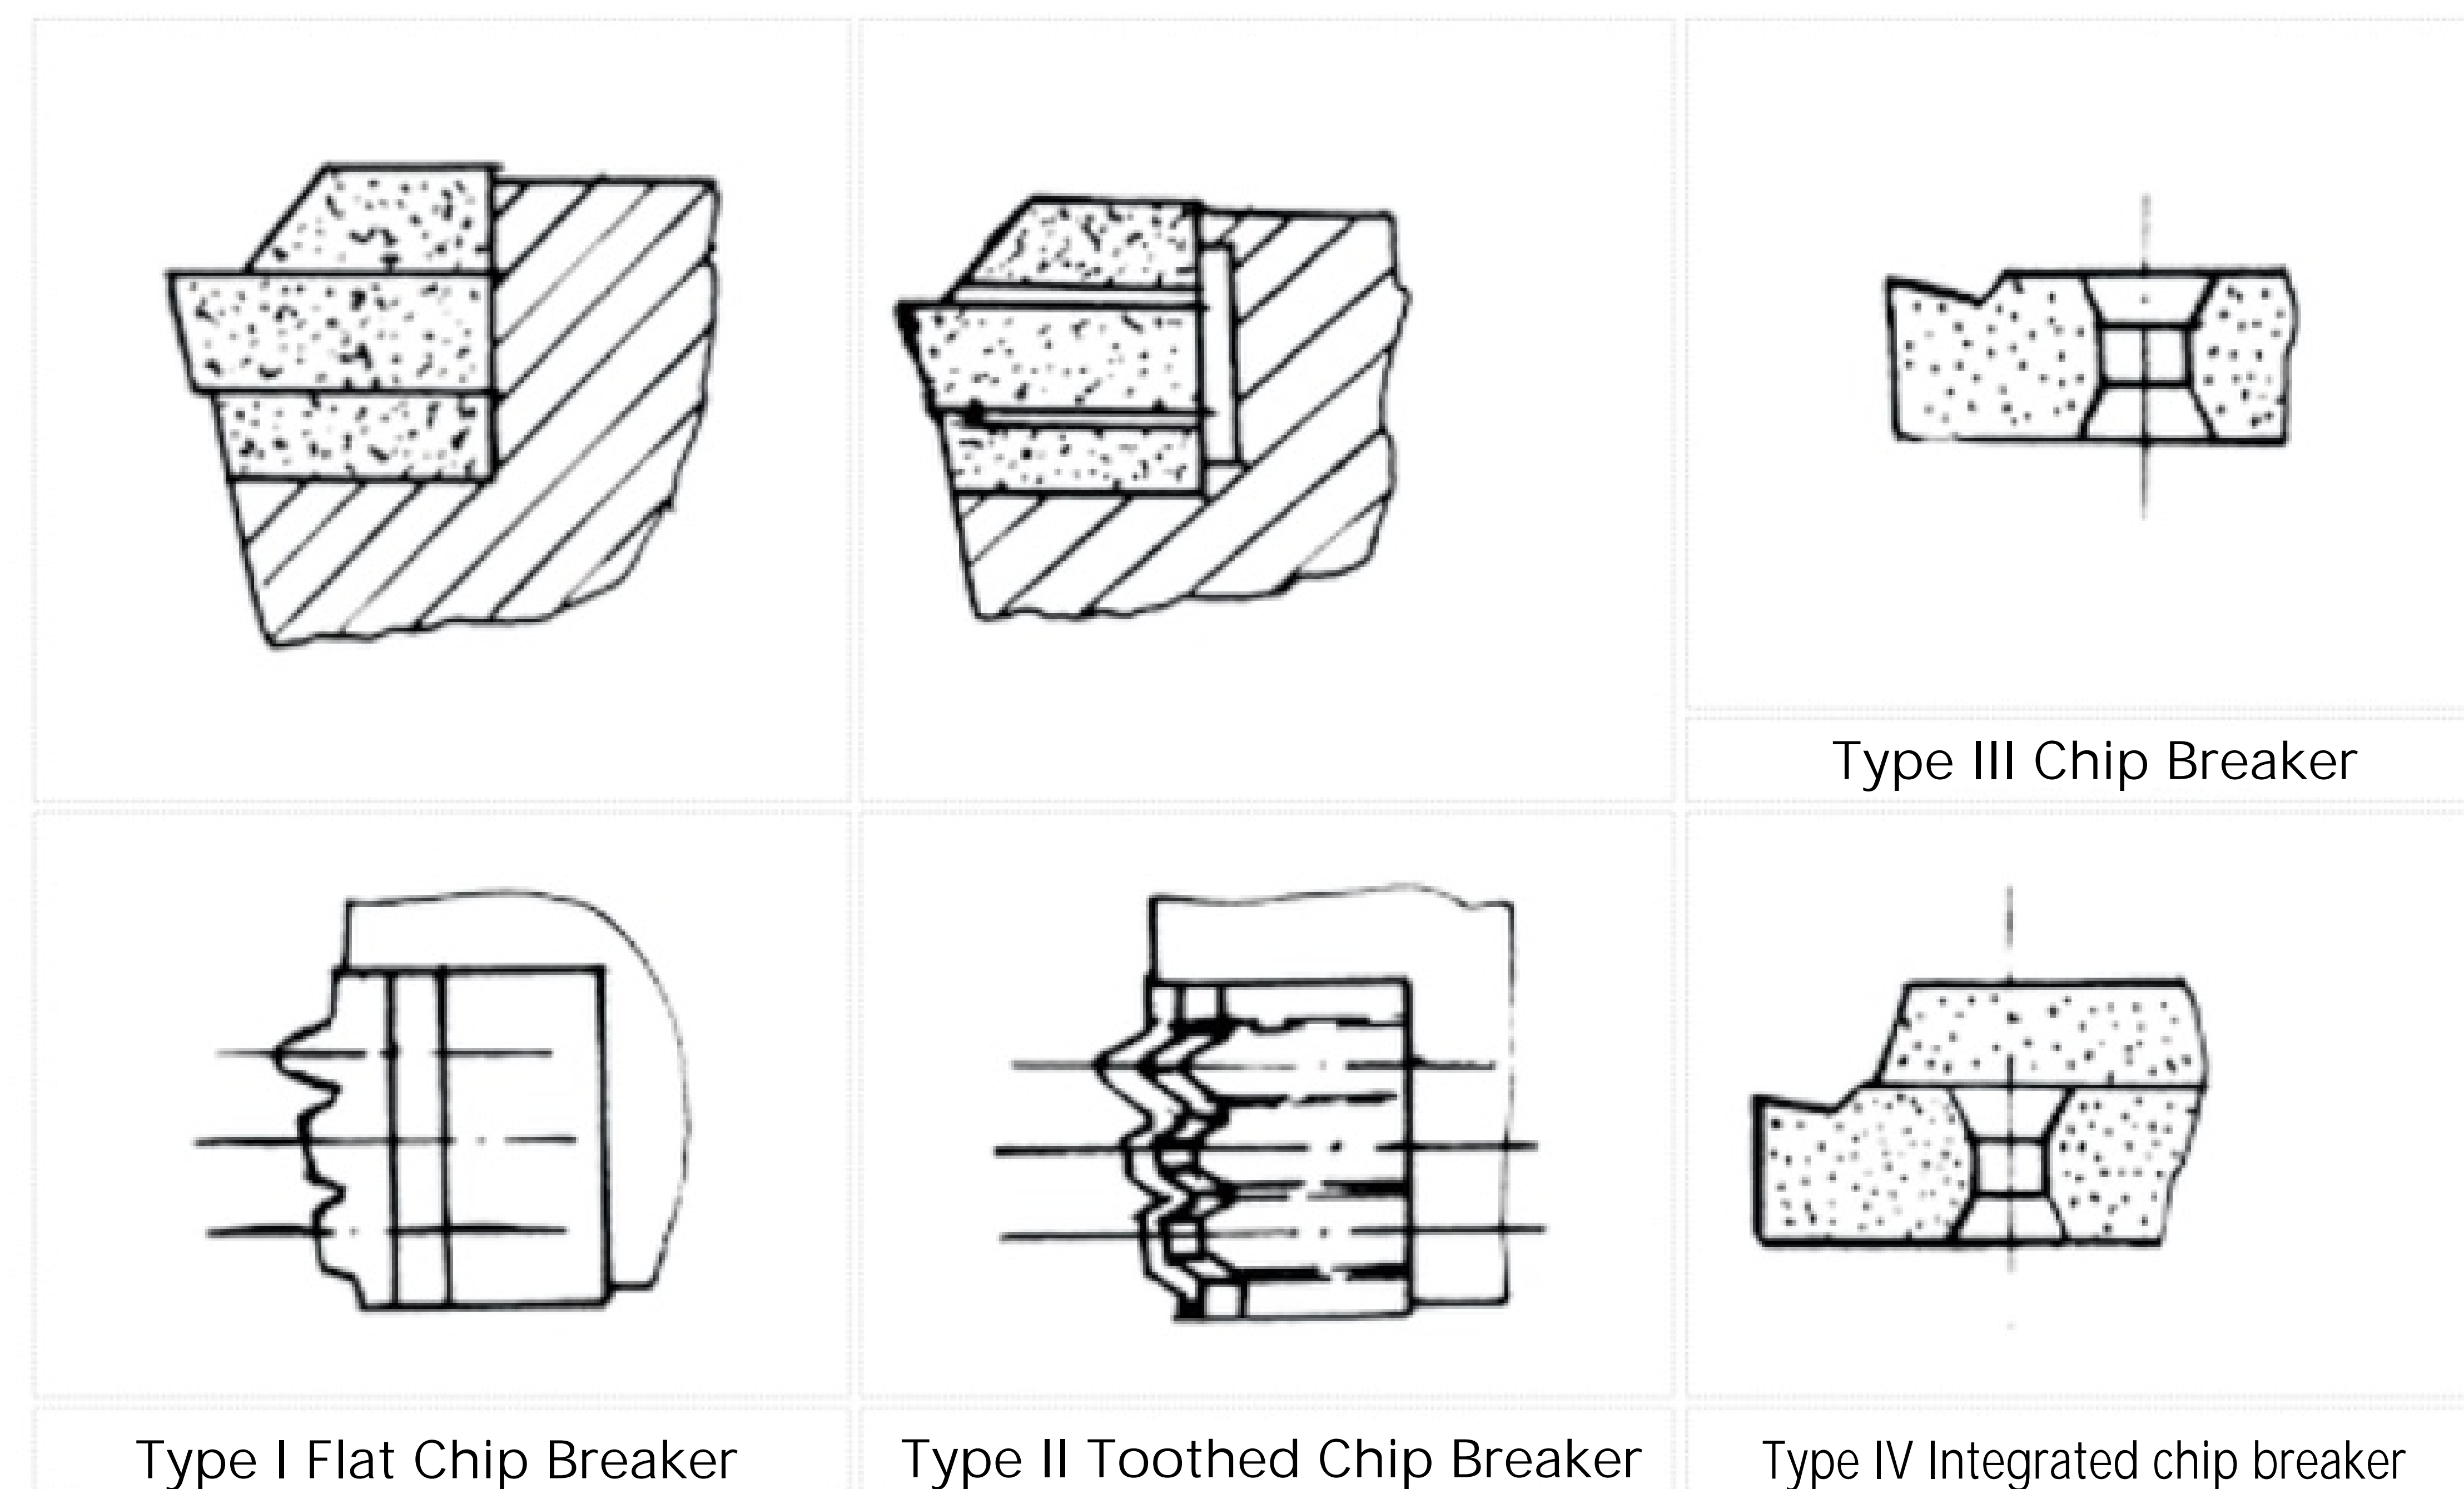 Type III Chip Breaker
Type I Flat Chip Breaker
Type II Toothed Chip Breaker
Type IV Integrated chip breaker